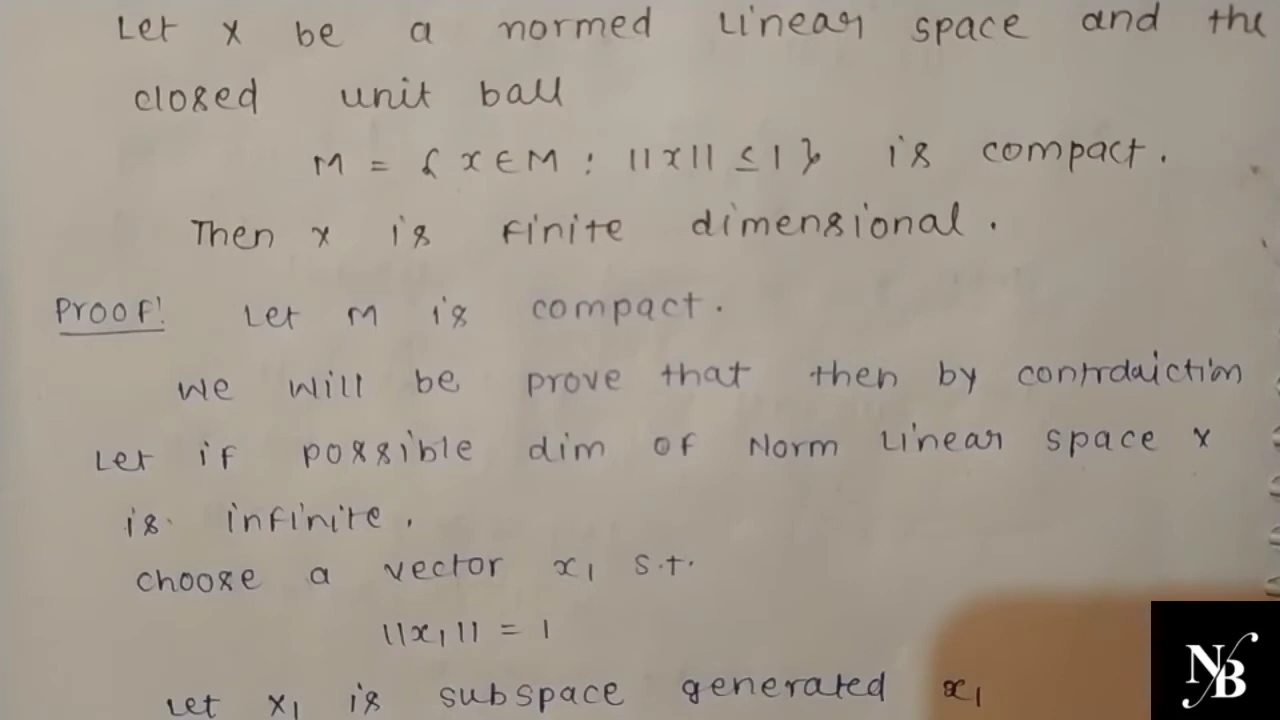 Let X be a normed linear space and the
closed unit ball
M = { x ∈ M : ||x|| ≤ 1 } is compact.
Then X is finite dimensional.
Proof! Let M is compact.
We will be prove that then by contrdaiction
Let if possible dim of Norm Linear space X
is infinite.
choose a vector x₁ s.t.
||x₁|| = 1
Let X₁ is subspace generated x₁
NB